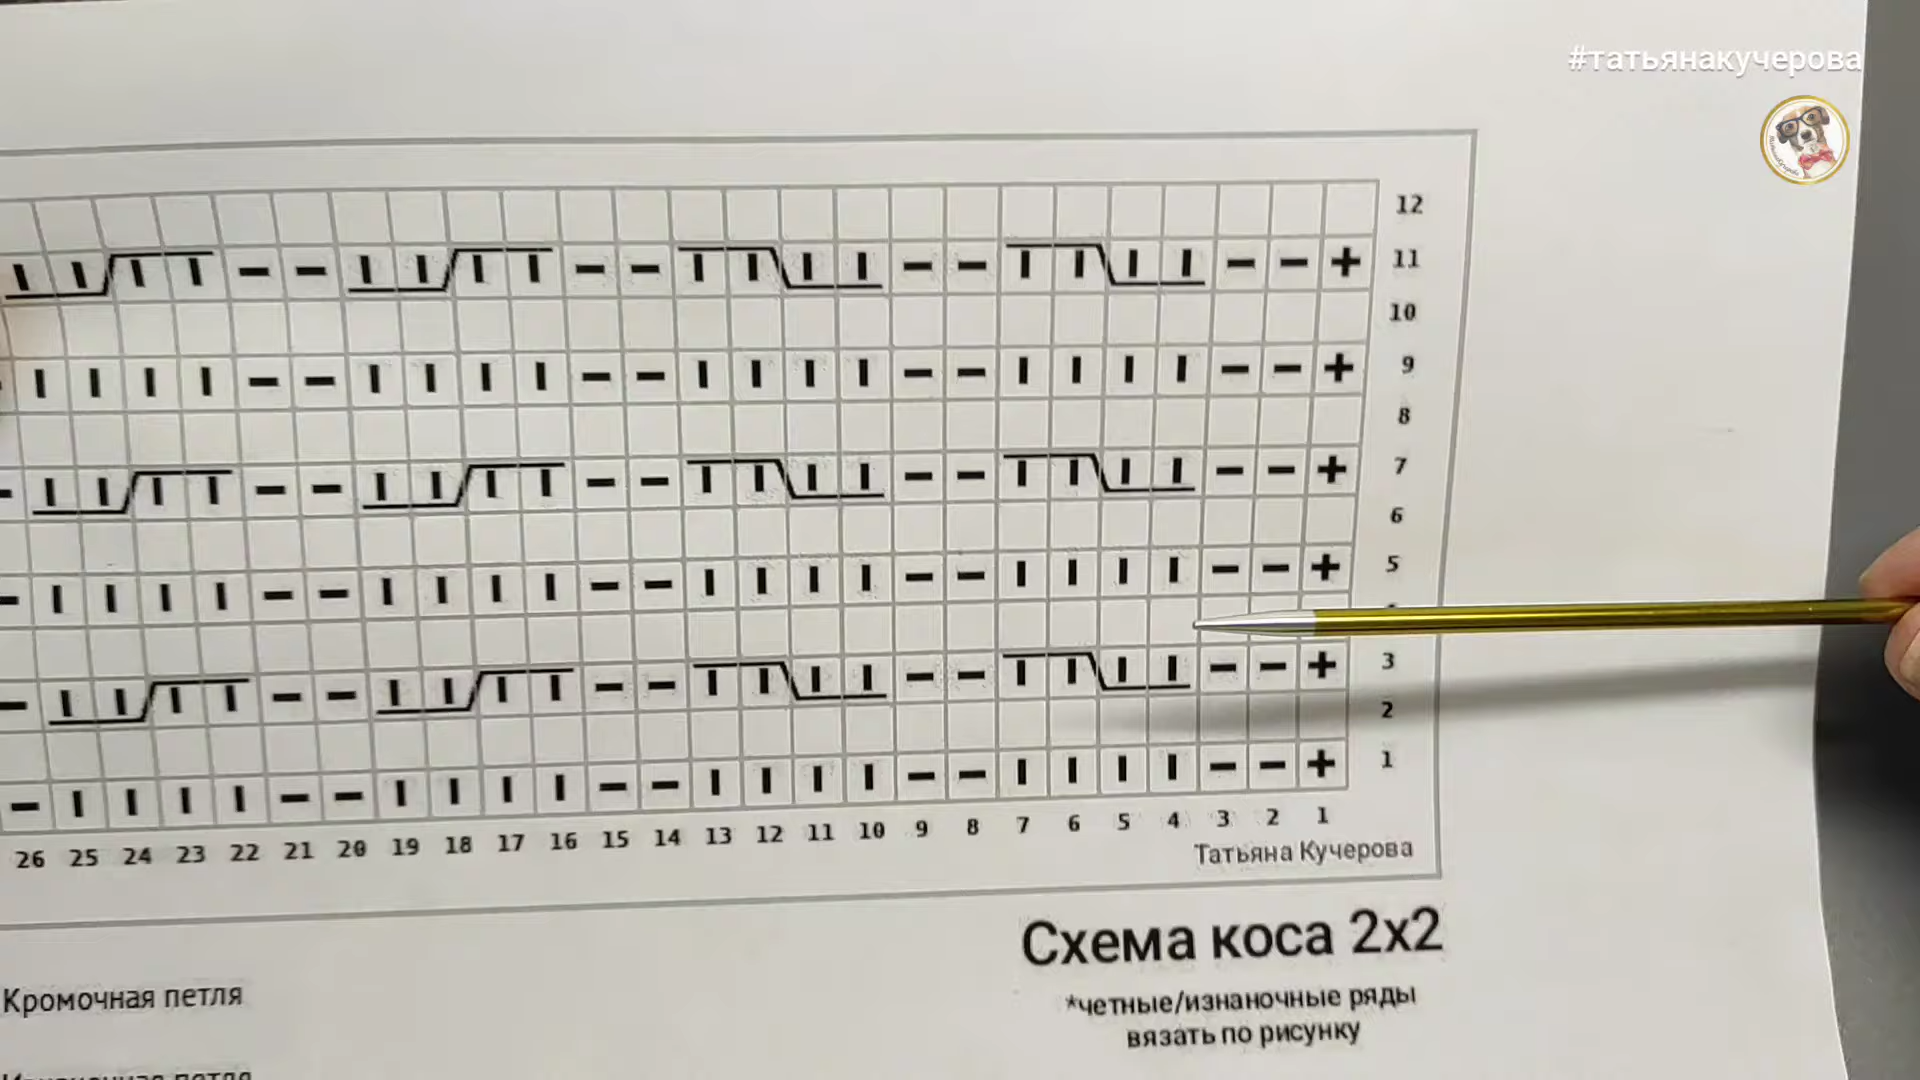 #татьянакучерова
12
11
10
9
8
7
6
5
3
2
1
26 25 24 23 22 21 20 19 18 17 16 15 14 13 12 11 10 9 8 7 6 5 4 3 2 1
Татьяна Кучерова
Схема коса 2х2
*четные/изнаночные ряды
вязать по рисунку
Кромочная петля
петля